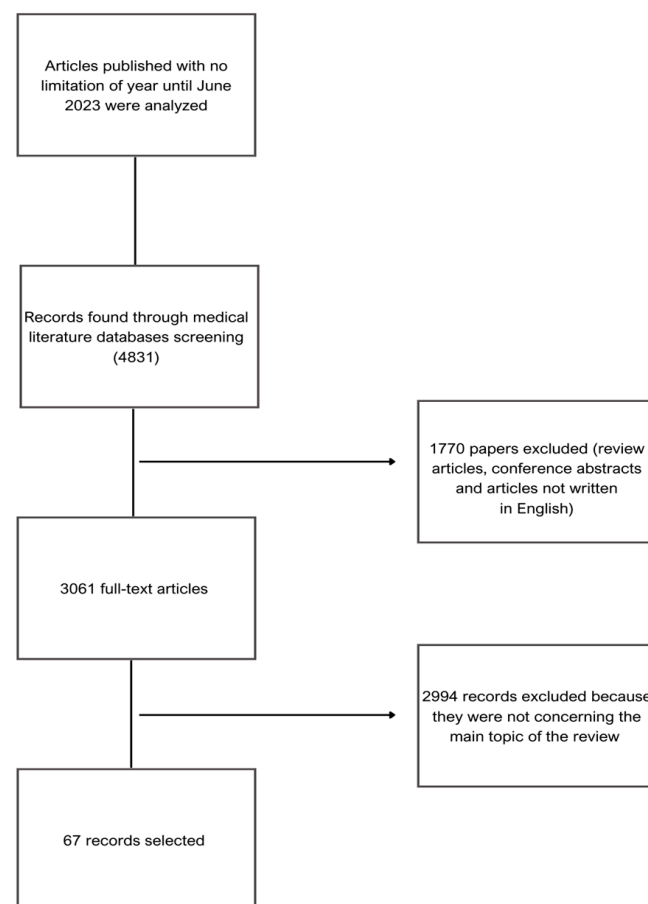 Articles published with no
limitation of year until June
2023 were analyzed
Records found through medical
literature databases screening
(4831)
1770 papers excluded (review
articles, conference abstracts
and articles not written
in English)
3061 full-text articles
2994 records excluded because
they were not concerning the
main topic of the review
67 records selected